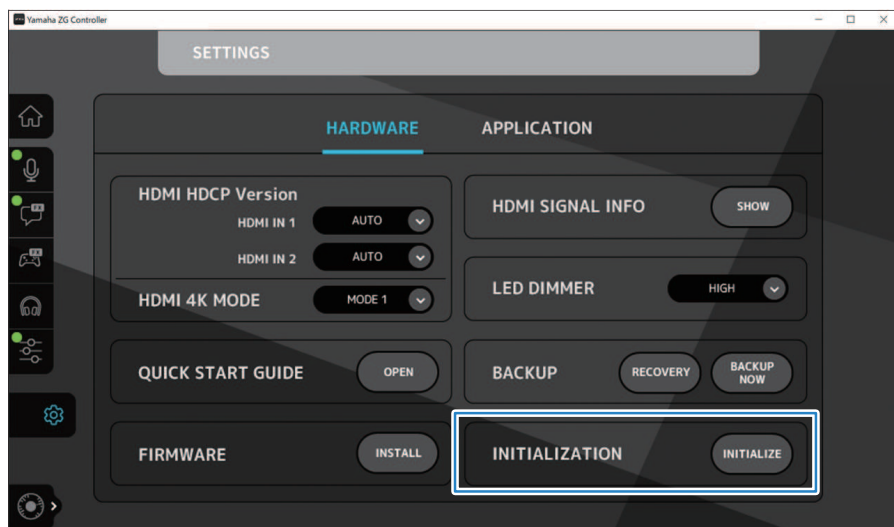 Yamaha ZG Controller
SETTINGS
HARDWARE
APPLICATION
HDMI HDCP Version
HDMI IN 1
AUTO
HDMI IN 2
AUTO
HDMI 4K MODE
MODE 1
HDMI SIGNAL INFO
SHOW
LED DIMMER
HIGH
QUICK START GUIDE
OPEN
BACKUP
RECOVERY
BACKUP
NOW
FIRMWARE
INSTALL
INITIALIZATION
INITIALIZE
FX
FX